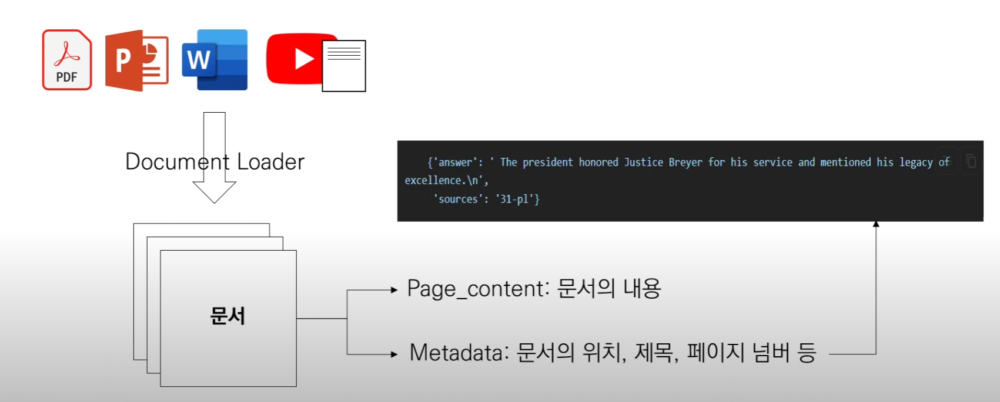 PDF
P
W
Document Loader
{'answer': ' The president honored Justice Breyer for his service and mentioned his legacy of
excellence.\n',
'sources': '31-pl'}
문서
Page_content: 문서의 내용
Metadata: 문서의 위치, 제목, 페이지 넘버 등